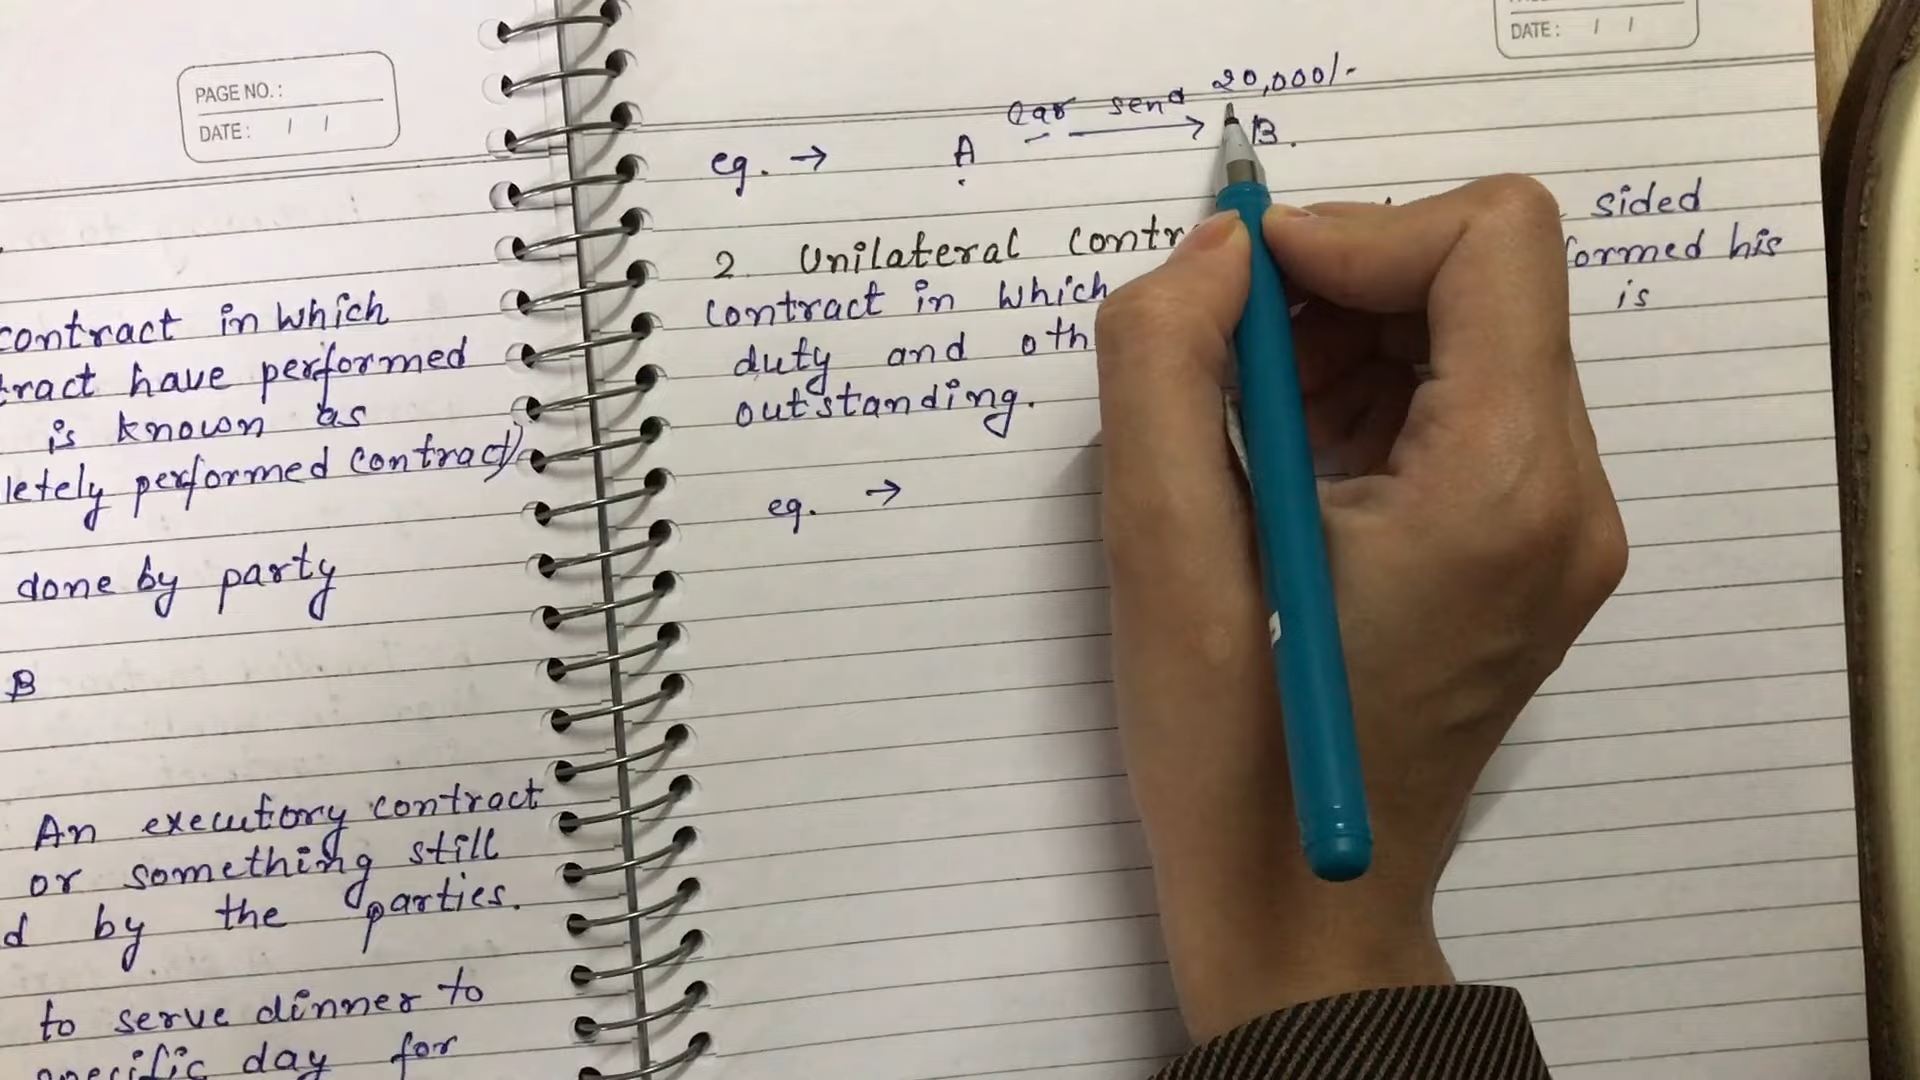 PAGE NO.:
DATE: / /
contract in which
tract have performed
is known as
letely performed contract)
done by party
B
An executory contract
or something still
d by the parties.
to serve dinner to
specific day for
DATE: / /
20,000/-
Car send
eg. → A → B.
2. Unilateral contr sided
contract in which formed his
duty and oth is
outstanding.
eg. →